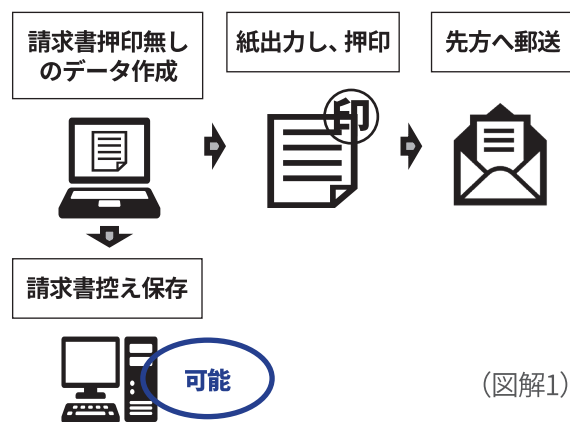 請求書押印無し
のデータ作成
紙出力し、押印
先方へ郵送
印
請求書控え保存
可能
(図解1)